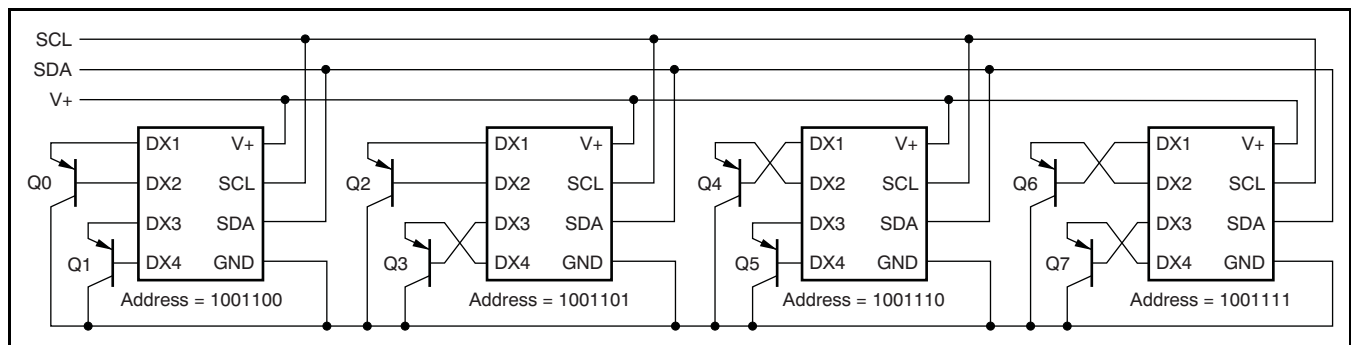 SCL
SDA
V+
DX1 V+
Q0 DX2 SCL
DX3 SDA
Q1 DX4 GND
Address = 1001100
DX1 V+
Q2 DX2 SCL
DX3 SDA
Q3 DX4 GND
Address = 1001101
DX1 V+
Q4 DX2 SCL
DX3 SDA
Q5 DX4 GND
Address = 1001110
DX1 V+
Q6 DX2 SCL
DX3 SDA
Q7 DX4 GND
Address = 1001111